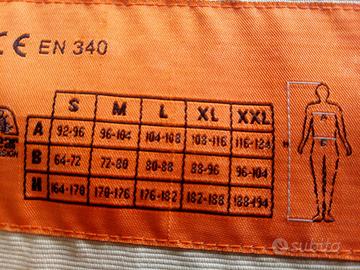 CE EN 340
S M L XL XXL
A 92-96 96-104 104-108 108-116 116-124
B 64-72 72-80 80-88 88-96 96-104
H 164-170 170-176 176-182 182-188 188-194
H A B
subito